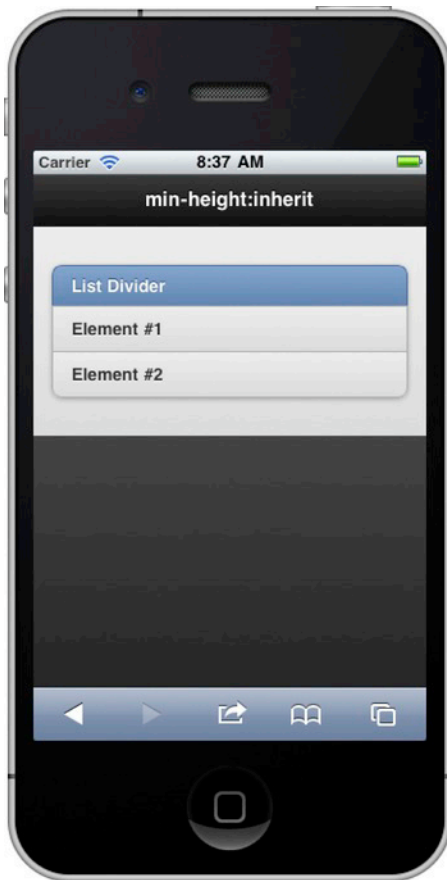 Carrier 8:37 AM
min-height:inherit
List Divider
Element #1
Element #2